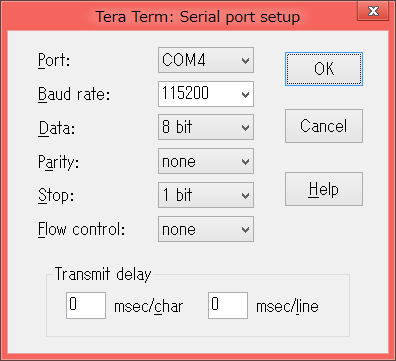 Tera Term: Serial port setup
x
Port: COM4 OK
Baud rate: 115200
Data: 8 bit Cancel
Parity: none
Stop: 1 bit Help
Flow control: none
Transmit delay
0 msec/char 0 msec/line